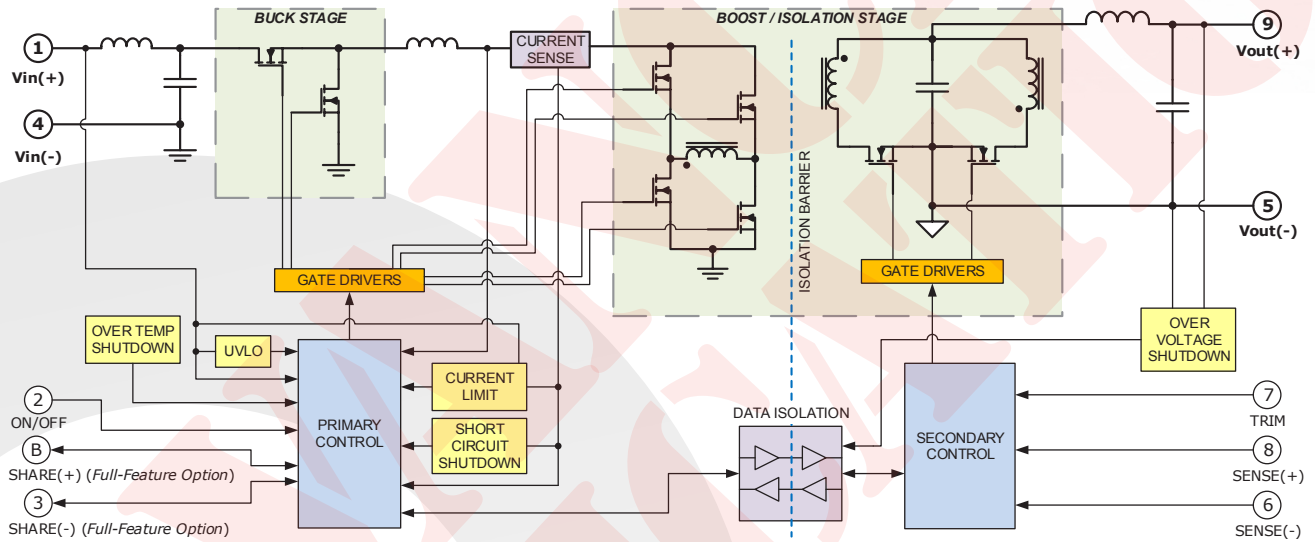 BUCK STAGE
BOOST / ISOLATION STAGE
1
Vin(+)
4
Vin(-)
CURRENT
SENSE
9
Vout(+)
5
Vout(-)
ISOLATION BARRIER
GATE DRIVERS
GATE DRIVERS
OVER TEMP
SHUTDOWN
UVLO
CURRENT
LIMIT
SHORT
CIRCUIT
SHUTDOWN
PRIMARY
CONTROL
2
ON/OFF
B
SHARE(+) (Full-Feature Option)
3
SHARE(-) (Full-Feature Option)
DATA ISOLATION
SECONDARY
CONTROL
OVER
VOLTAGE
SHUTDOWN
7
TRIM
8
SENSE(+)
6
SENSE(-)